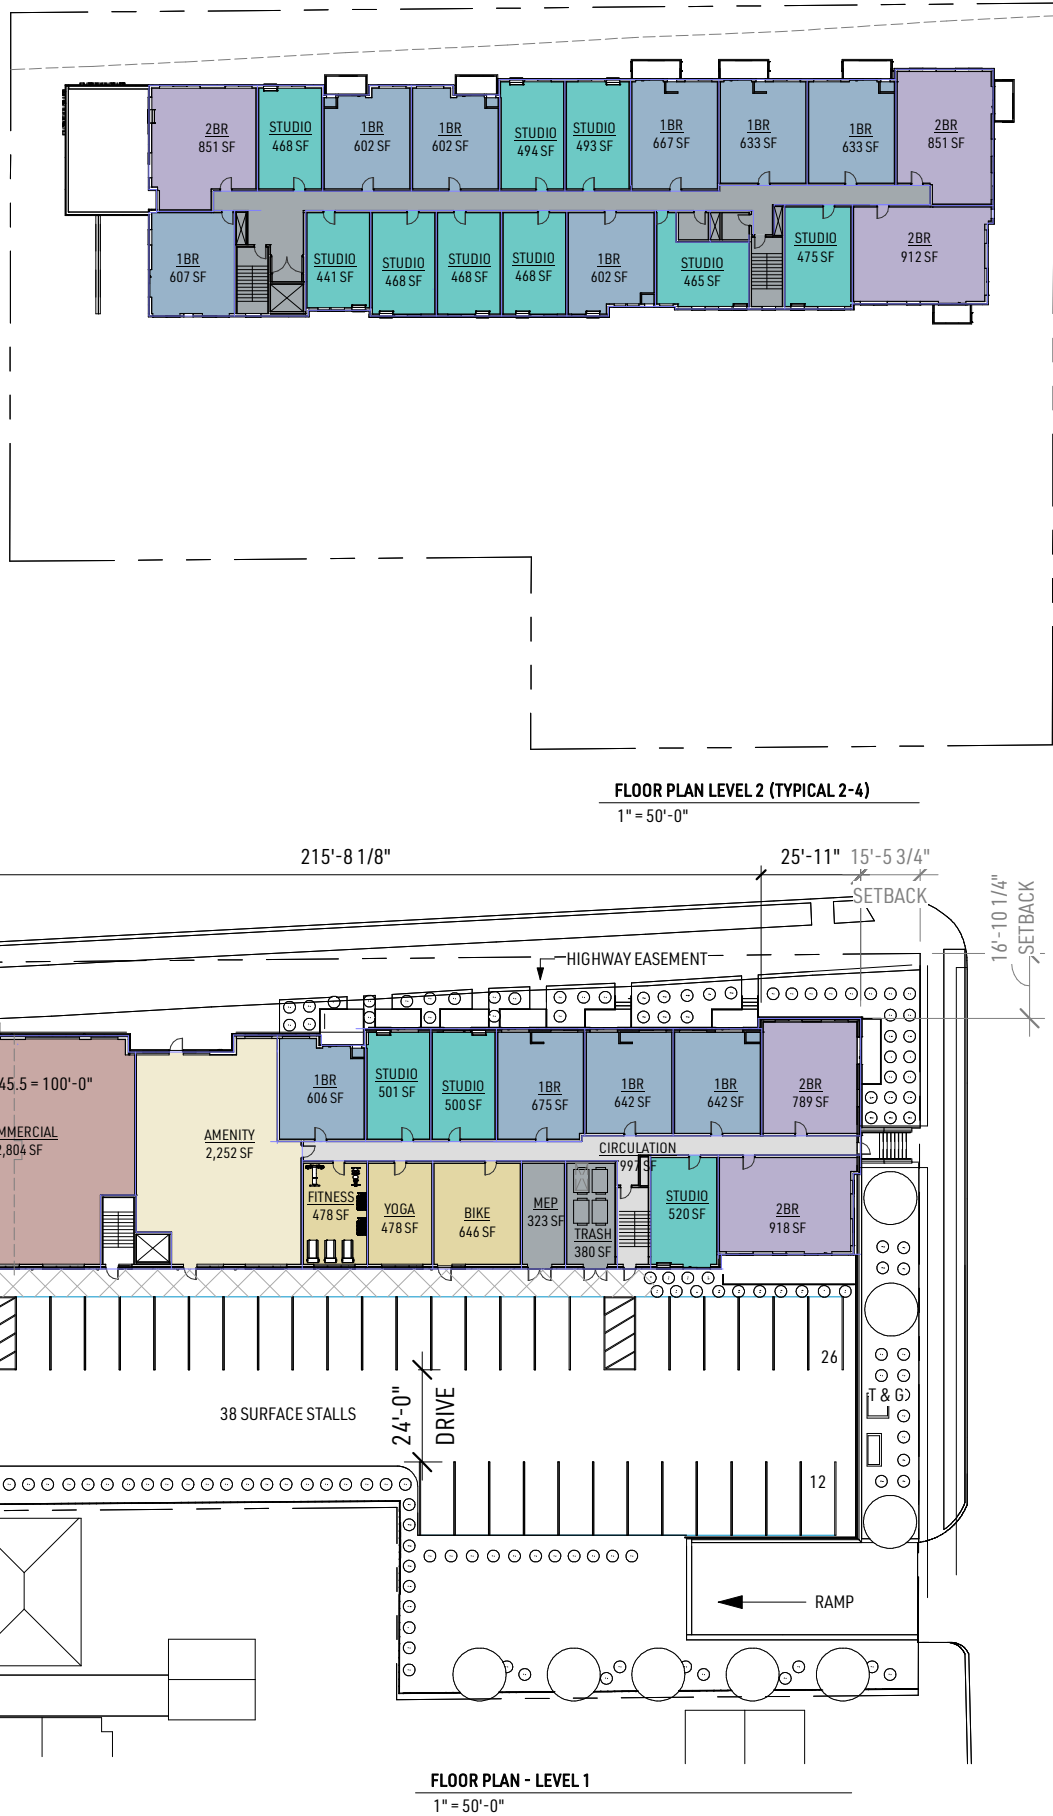 2BR
851 SF
STUDIO
468 SF
1BR
602 SF
1BR
602 SF
STUDIO
494 SF
STUDIO
493 SF
1BR
667 SF
1BR
633 SF
1BR
633 SF
2BR
851 SF
1BR
607 SF
STUDIO
441 SF
STUDIO
468 SF
STUDIO
468 SF
STUDIO
468 SF
1BR
602 SF
STUDIO
465 SF
STUDIO
475 SF
2BR
912 SF
FLOOR PLAN LEVEL 2 (TYPICAL 2-4)
1" = 50'-0"
215'-8 1/8"
25'-11"
15'-5 3/4"
SETBACK
16'-10 1/4"
SETBACK
HIGHWAY EASEMENT
45.5 = 100'-0"
MMERCIAL
2,804 SF
AMENITY
2,252 SF
1BR
606 SF
STUDIO
501 SF
STUDIO
500 SF
1BR
675 SF
1BR
642 SF
1BR
642 SF
2BR
789 SF
CIRCULATION
997 SF
FITNESS
478 SF
YOGA
478 SF
BIKE
646 SF
MEP
323 SF
TRASH
380 SF
STUDIO
520 SF
2BR
918 SF
26
38 SURFACE STALLS
24'-0"
DRIVE
T & G
12
RAMP
FLOOR PLAN - LEVEL 1
1" = 50'-0"